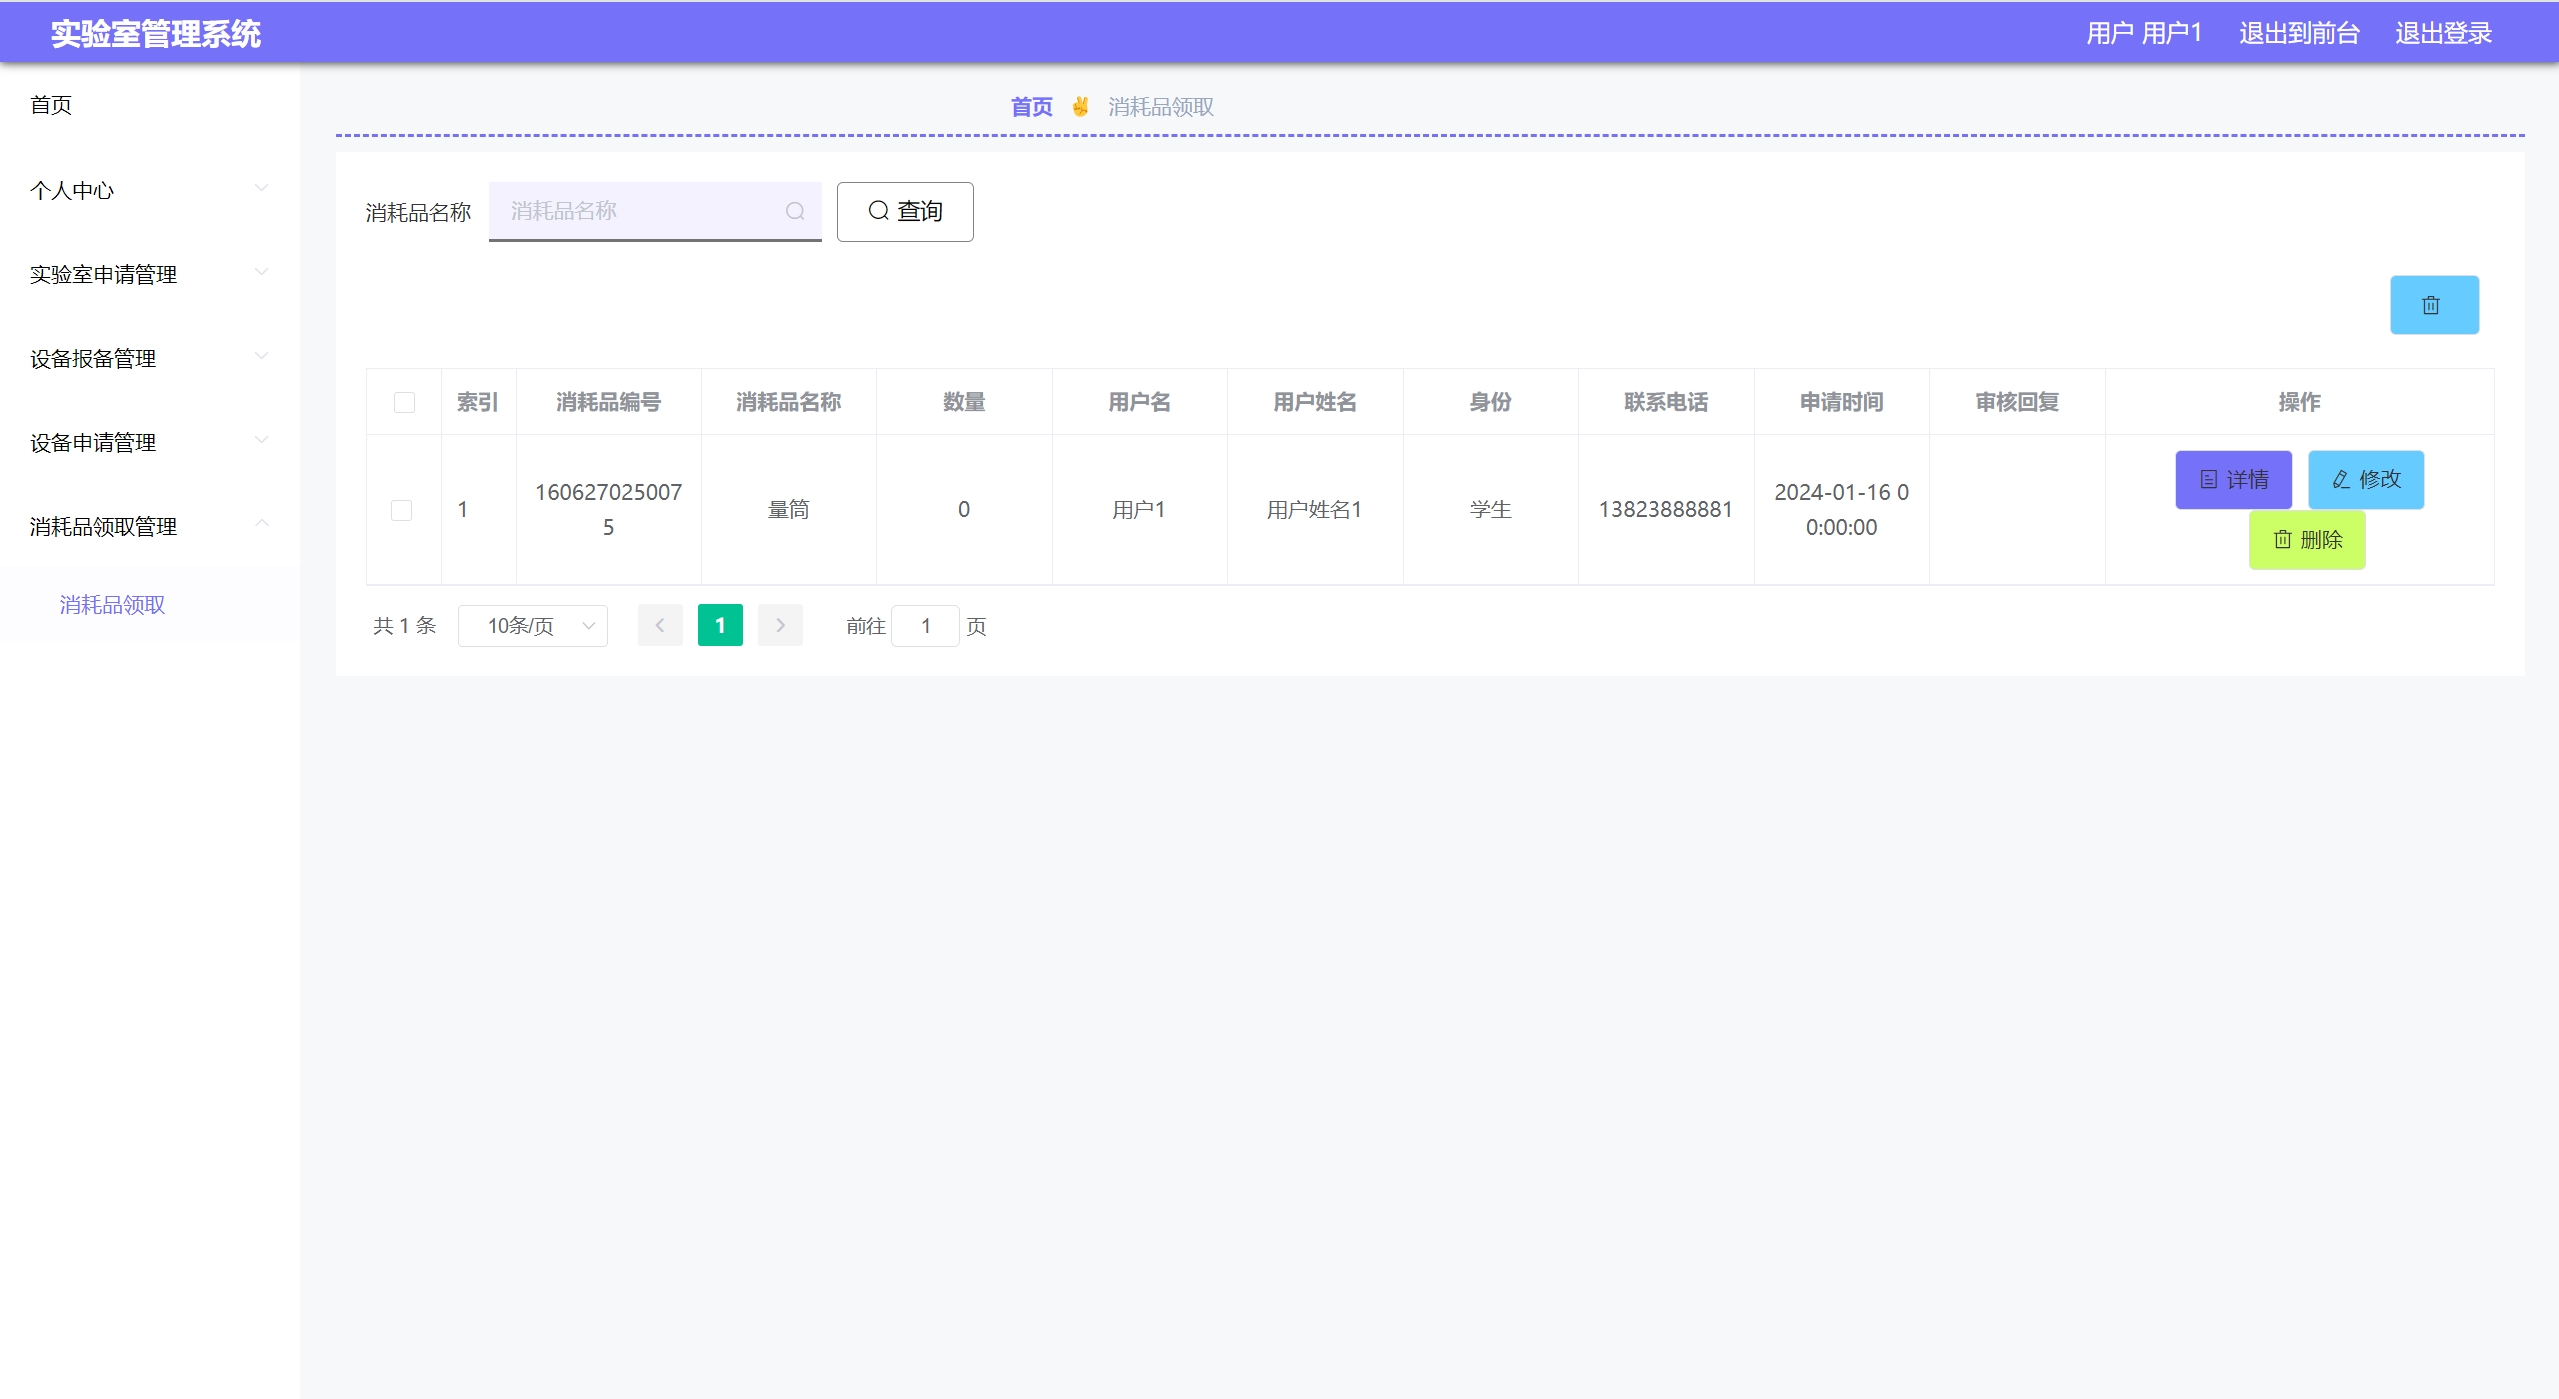 实验室管理系统
用户 用户1 退出到前台 退出登录
首页
个人中心
实验室申请管理
设备报备管理
设备申请管理
消耗品领取管理
消耗品领取
首页 ✌ 消耗品领取
消耗品名称 消耗品名称 查询
索引 消耗品编号 消耗品名称 数量 用户名 用户姓名 身份 联系电话 申请时间 审核回复 操作
1 160627025007 量筒 0 用户1 用户姓名1 学生 13823888881 2024-01-16 0 详情 修改
5 0:00:00 删除
共 1 条 10条/页 1 前往 1 页